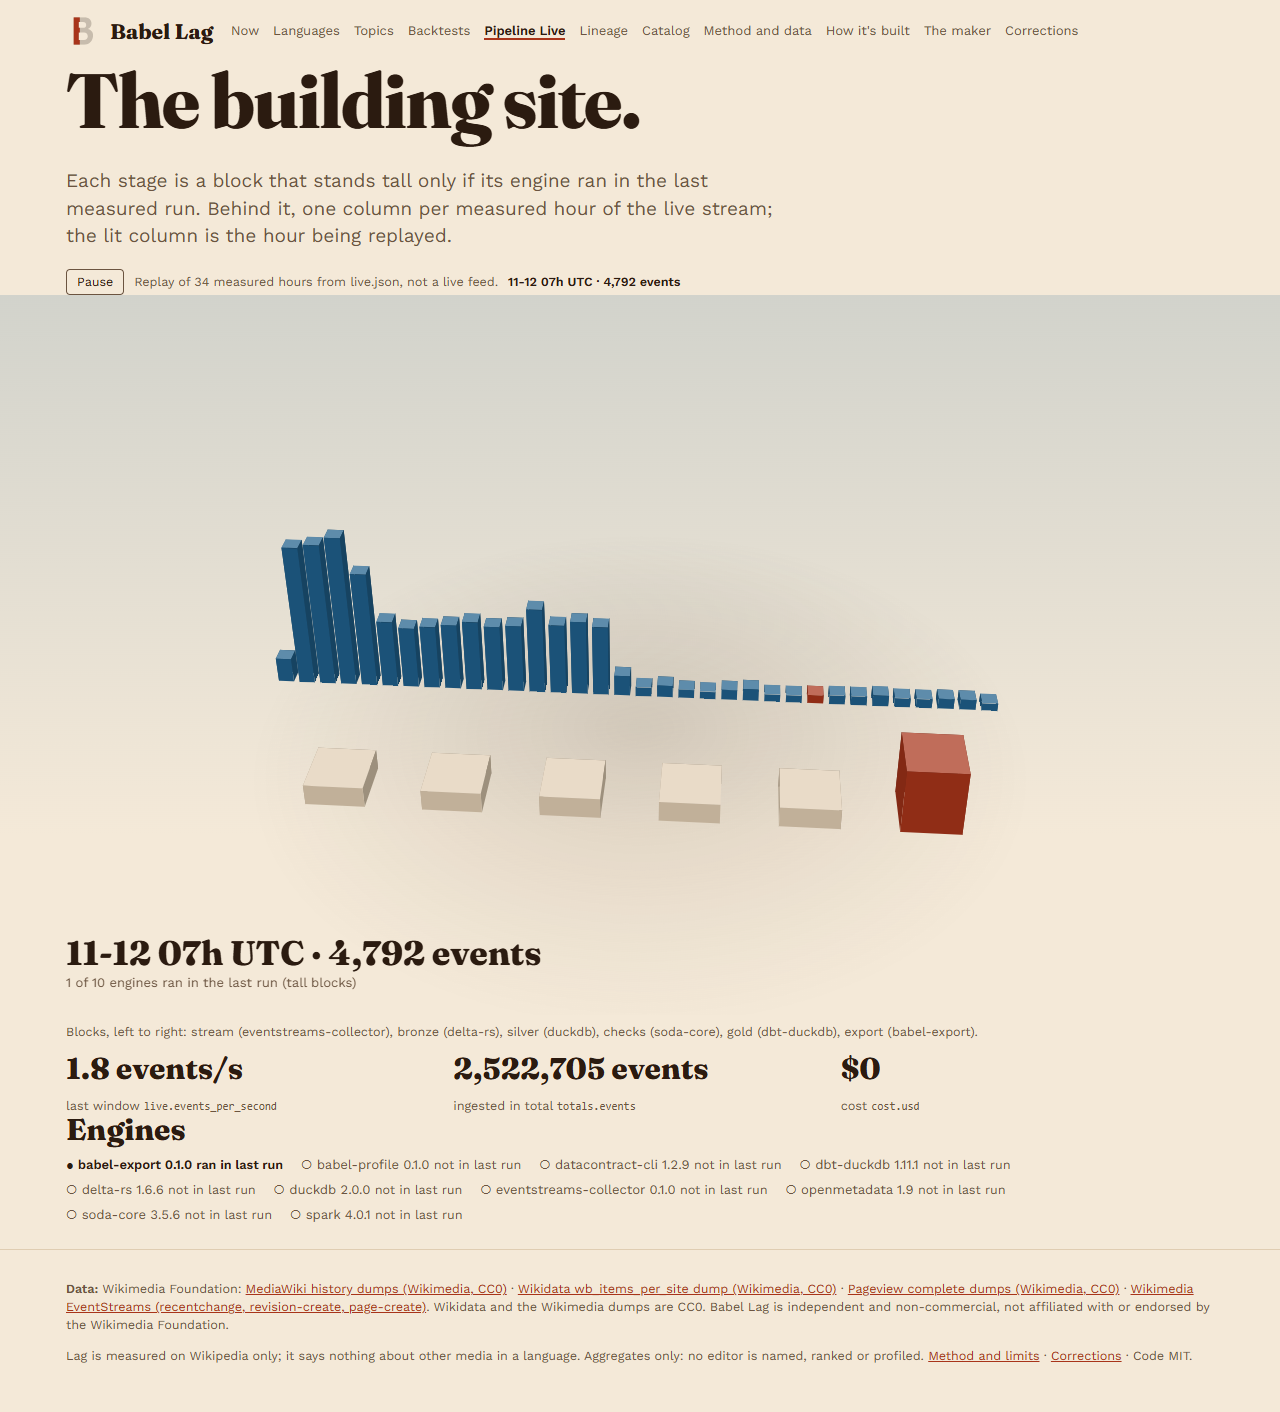 B Babel Lag Now Languages Topics Backtests Pipeline Live Lineage Catalog Method and data How it's built The maker Corrections
The building site.
Each stage is a block that stands tall only if its engine ran in the last
measured run. Behind it, one column per measured hour of the live stream;
the lit column is the hour being replayed.
Pause Replay of 34 measured hours from live.json, not a live feed. 11-12 07h UTC · 4,792 events
11-12 07h UTC · 4,792 events
1 of 10 engines ran in the last run (tall blocks)
Blocks, left to right: stream (eventstreams-collector), bronze (delta-rs), silver (duckdb), checks (soda-core), gold (dbt-duckdb), export (babel-export).
1.8 events/s 2,522,705 events $0
last window live.events_per_second ingested in total totals.events cost cost.usd
Engines
● babel-export 0.1.0 ran in last run ○ babel-profile 0.1.0 not in last run ○ datacontract-cli 1.2.9 not in last run ○ dbt-duckdb 1.11.1 not in last run
○ delta-rs 1.6.6 not in last run ○ duckdb 2.0.0 not in last run ○ eventstreams-collector 0.1.0 not in last run ○ openmetadata 1.9 not in last run
○ soda-core 3.5.6 not in last run ○ spark 4.0.1 not in last run
Data: Wikimedia Foundation: MediaWiki history dumps (Wikimedia, CC0) · Wikidata wb_items_per_site dump (Wikimedia, CC0) · Pageview complete dumps (Wikimedia, CC0) · Wikimedia
EventStreams (recentchange, revision-create, page-create). Wikidata and the Wikimedia dumps are CC0. Babel Lag is independent and non-commercial, not affiliated with or endorsed by
the Wikimedia Foundation.
Lag is measured on Wikipedia only; it says nothing about other media in a language. Aggregates only: no editor is named, ranked or profiled. Method and limits · Corrections · Code MIT.